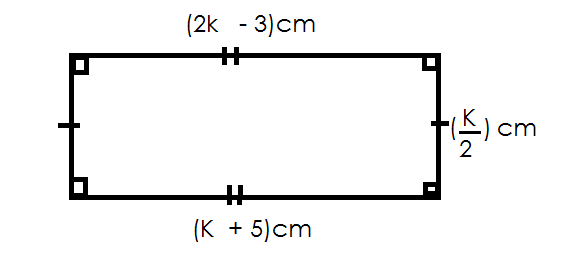 (2k - 3)cm
(K/2) cm
(K + 5)cm